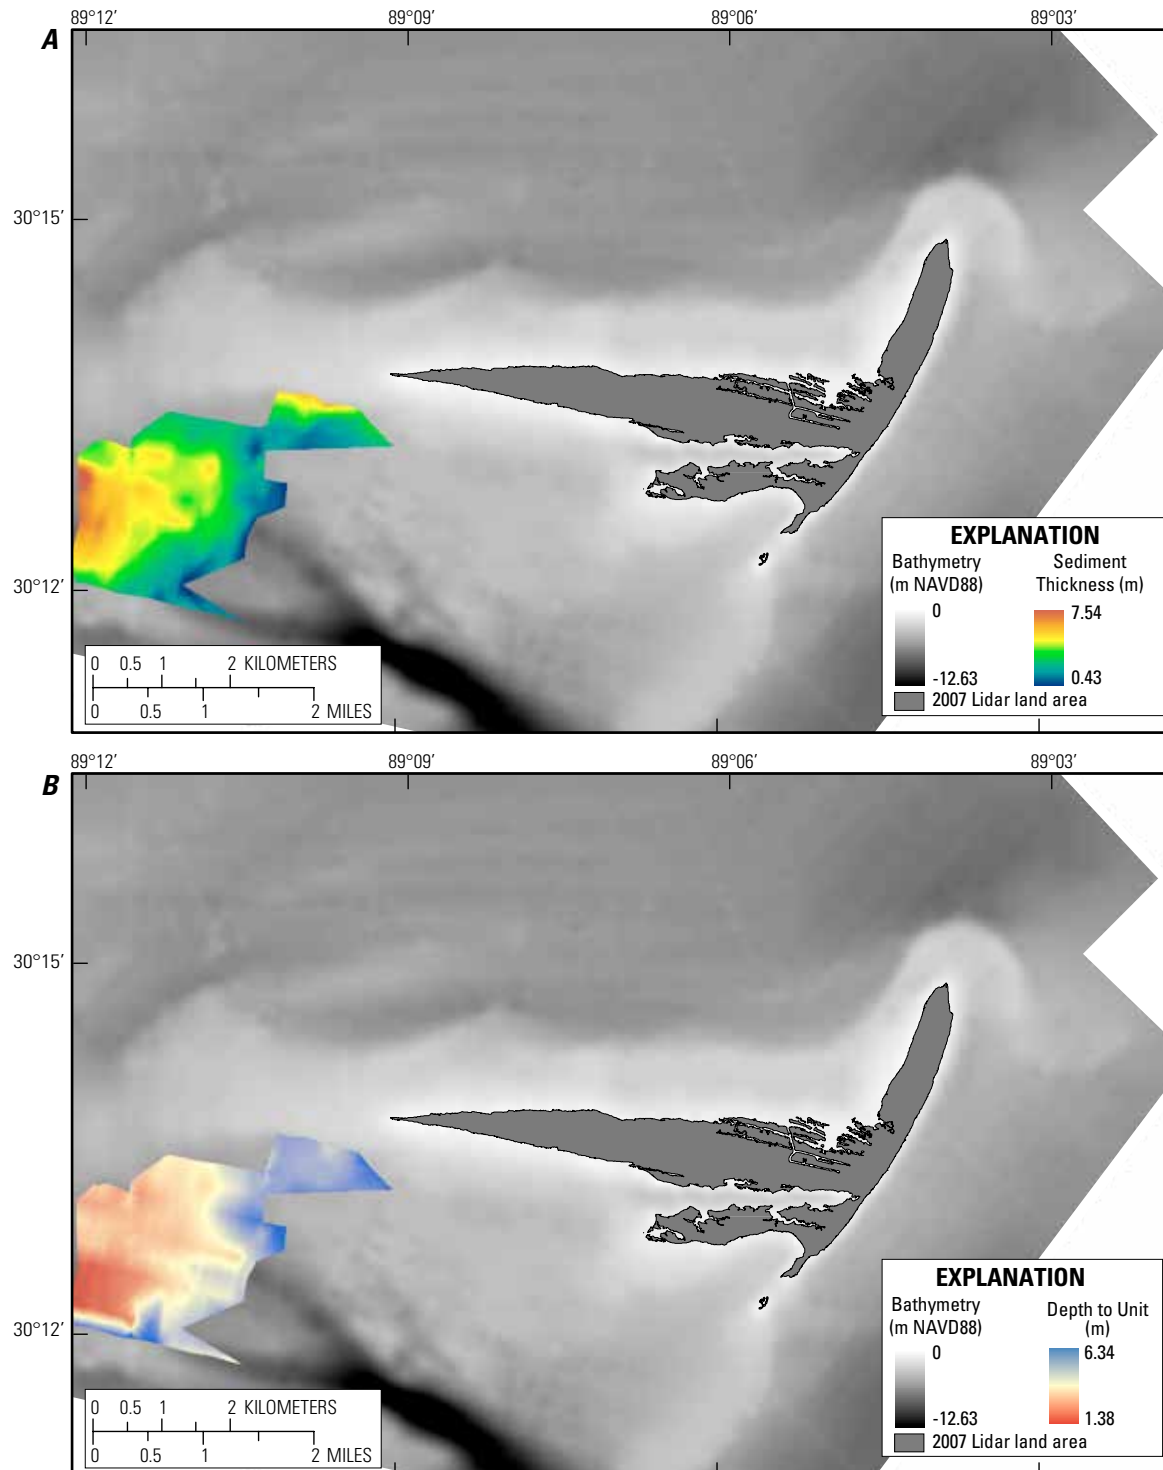 89°12′ 89°09′ 89°06′ 89°03′
A
30°15′
30°12′
EXPLANATION
Bathymetry
(m NAVD88)
0
-12.63
Sediment
Thickness (m)
7.54
0.43
2007 Lidar land area
0 0.5 1 2 KILOMETERS
0 0.5 1 2 MILES
89°12′ 89°09′ 89°06′ 89°03′
B
30°15′
30°12′
EXPLANATION
Bathymetry
(m NAVD88)
0
-12.63
Depth to Unit
(m)
6.34
1.38
2007 Lidar land area
0 0.5 1 2 KILOMETERS
0 0.5 1 2 MILES